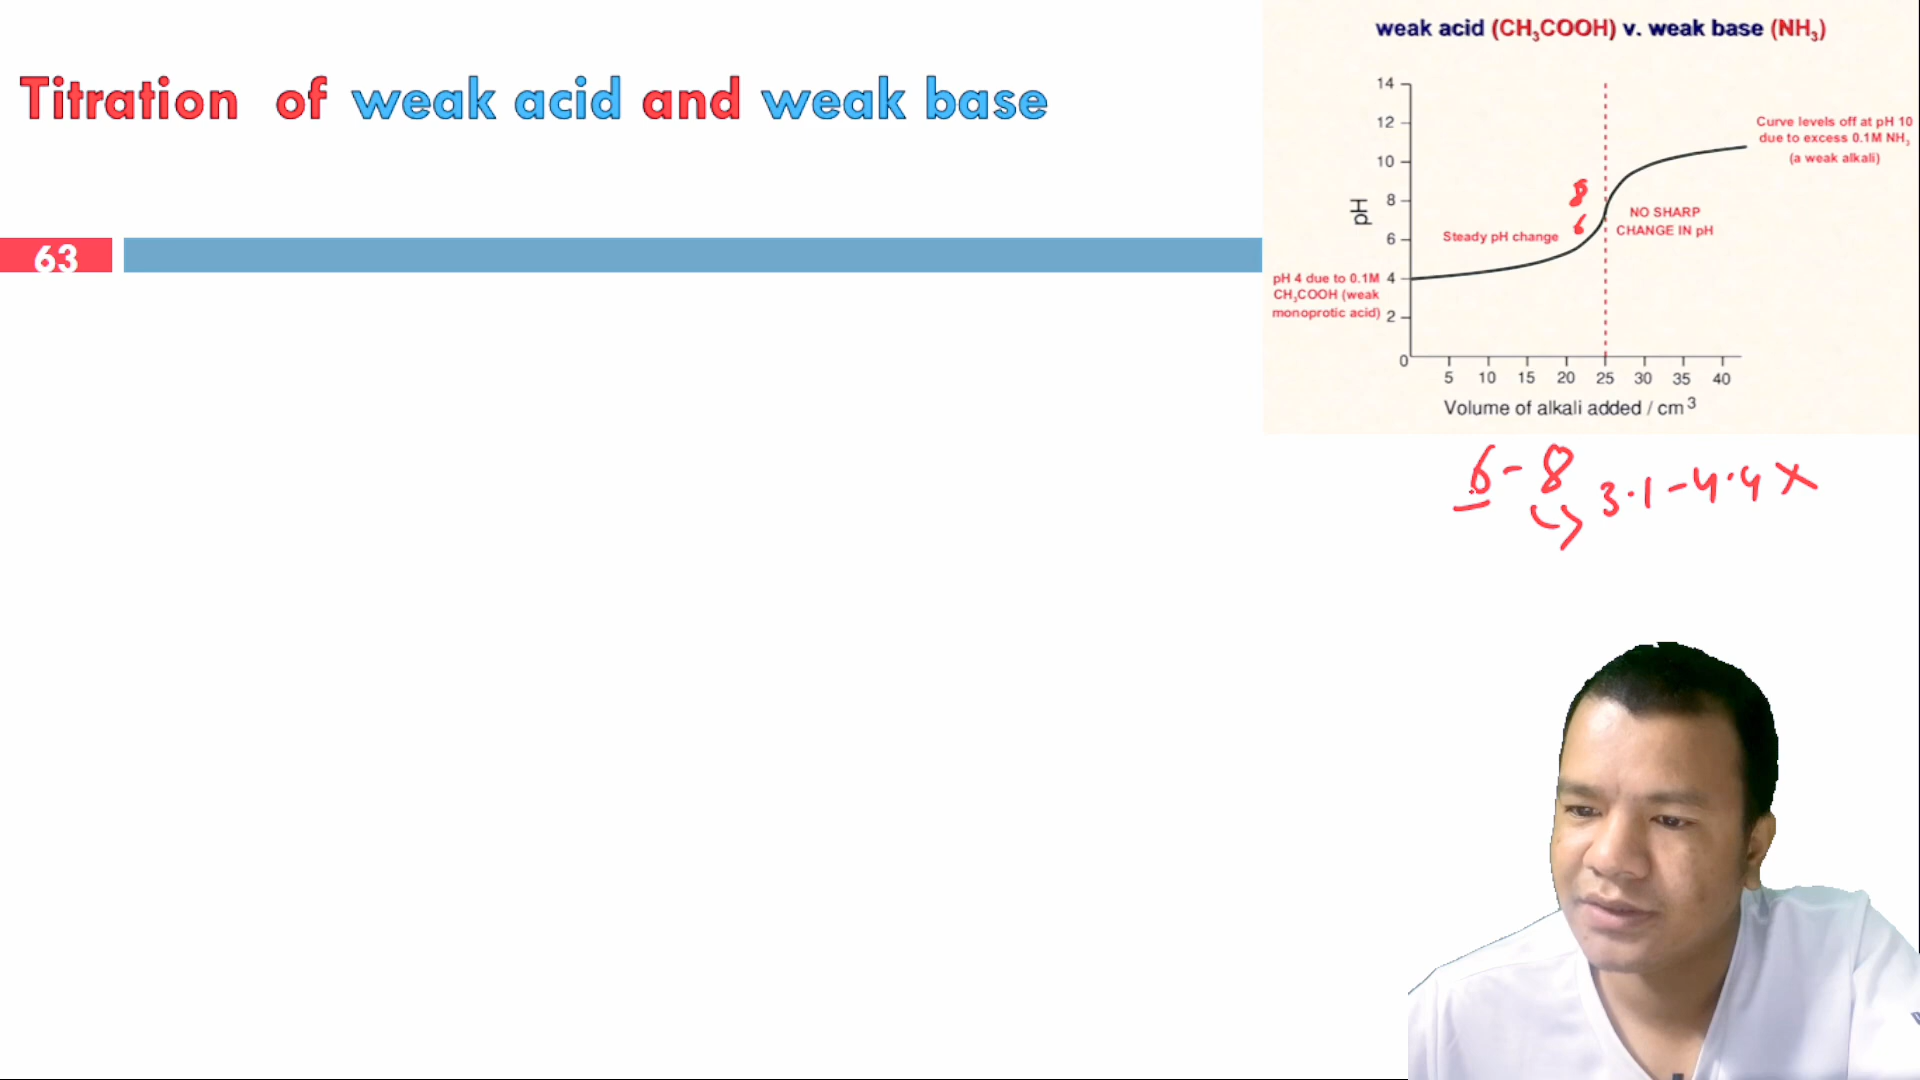 Titration of weak acid and weak base
63
weak acid (CH₃COOH) v. weak base (NH₃)
14
12
10
8
6
4
2
0
pH
Curve levels off at pH 10
due to excess 0.1M NH₃
(a weak alkali)
8
6
NO SHARP
CHANGE IN pH
Steady pH change
pH 4 due to 0.1M
CH₃COOH (weak
monoprotic acid)
5 10 15 20 25 30 35 40
Volume of alkali added / cm³
6-8
3.1-4.4 X